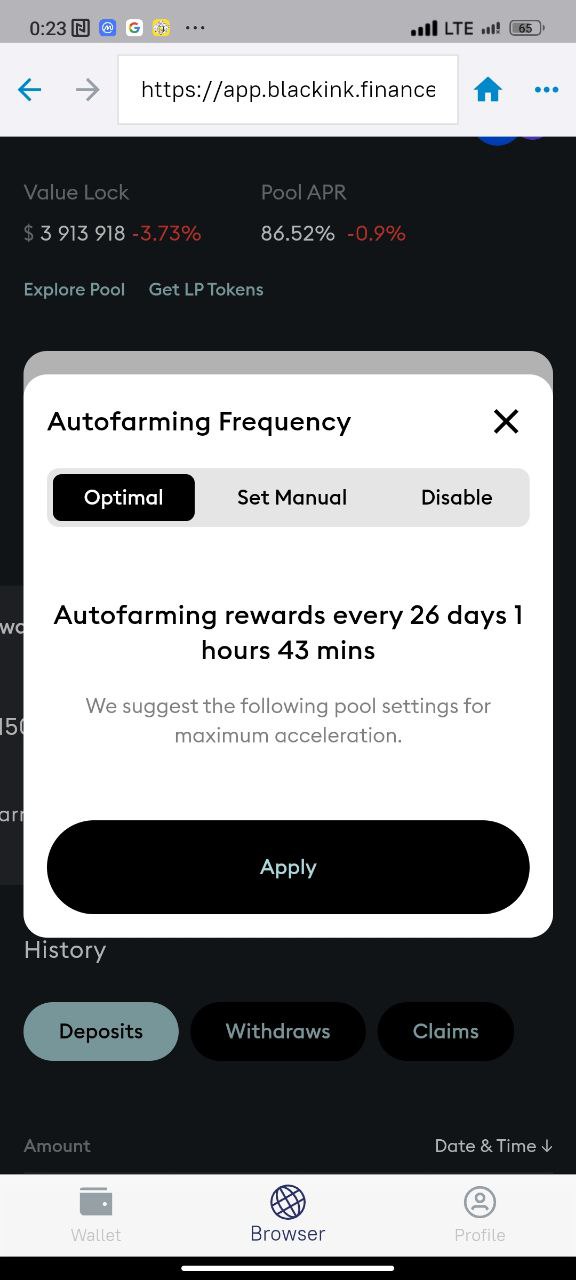 0:23
LTE
65
https://app.blackink.finance
Value Lock
Pool APR
$ 3 913 918 -3.73%
86.52% -0.9%
Explore Pool
Get LP Tokens
Autofarming Frequency
Optimal
Set Manual
Disable
Autofarming rewards every 26 days 1
hours 43 mins
We suggest the following pool settings for
maximum acceleration.
Apply
History
Deposits
Withdraws
Claims
Amount
Date & Time ↓
Wallet
Browser
Profile